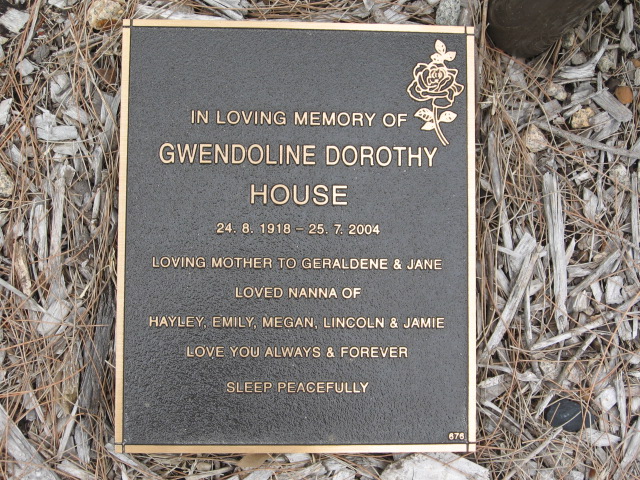 IN LOVING MEMORY OF
GWENDOLINE DOROTHY
HOUSE
24. 8. 1918 – 25. 7. 2004
LOVING MOTHER TO GERALDENE & JANE
LOVED NANNA OF
HAYLEY, EMILY, MEGAN, LINCOLN & JAMIE
LOVE YOU ALWAYS & FOREVER
SLEEP PEACEFULLY
676